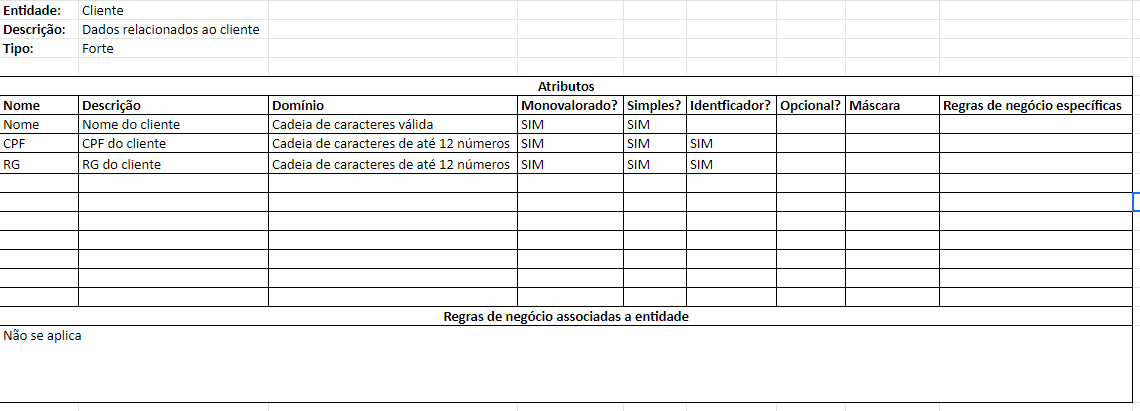 Entidade: Cliente
Descrição: Dados relacionados ao cliente
Tipo: Forte
Atributos
Nome Descrição Domínio Monovalorado? Simples? Identficador? Opcional? Máscara Regras de negócio específicas
Nome Nome do cliente Cadeia de caracteres válida SIM SIM
CPF CPF do cliente Cadeia de caracteres de até 12 números SIM SIM SIM
RG RG do cliente Cadeia de caracteres de até 12 números SIM SIM SIM
Regras de negócio associadas a entidade
Não se aplica